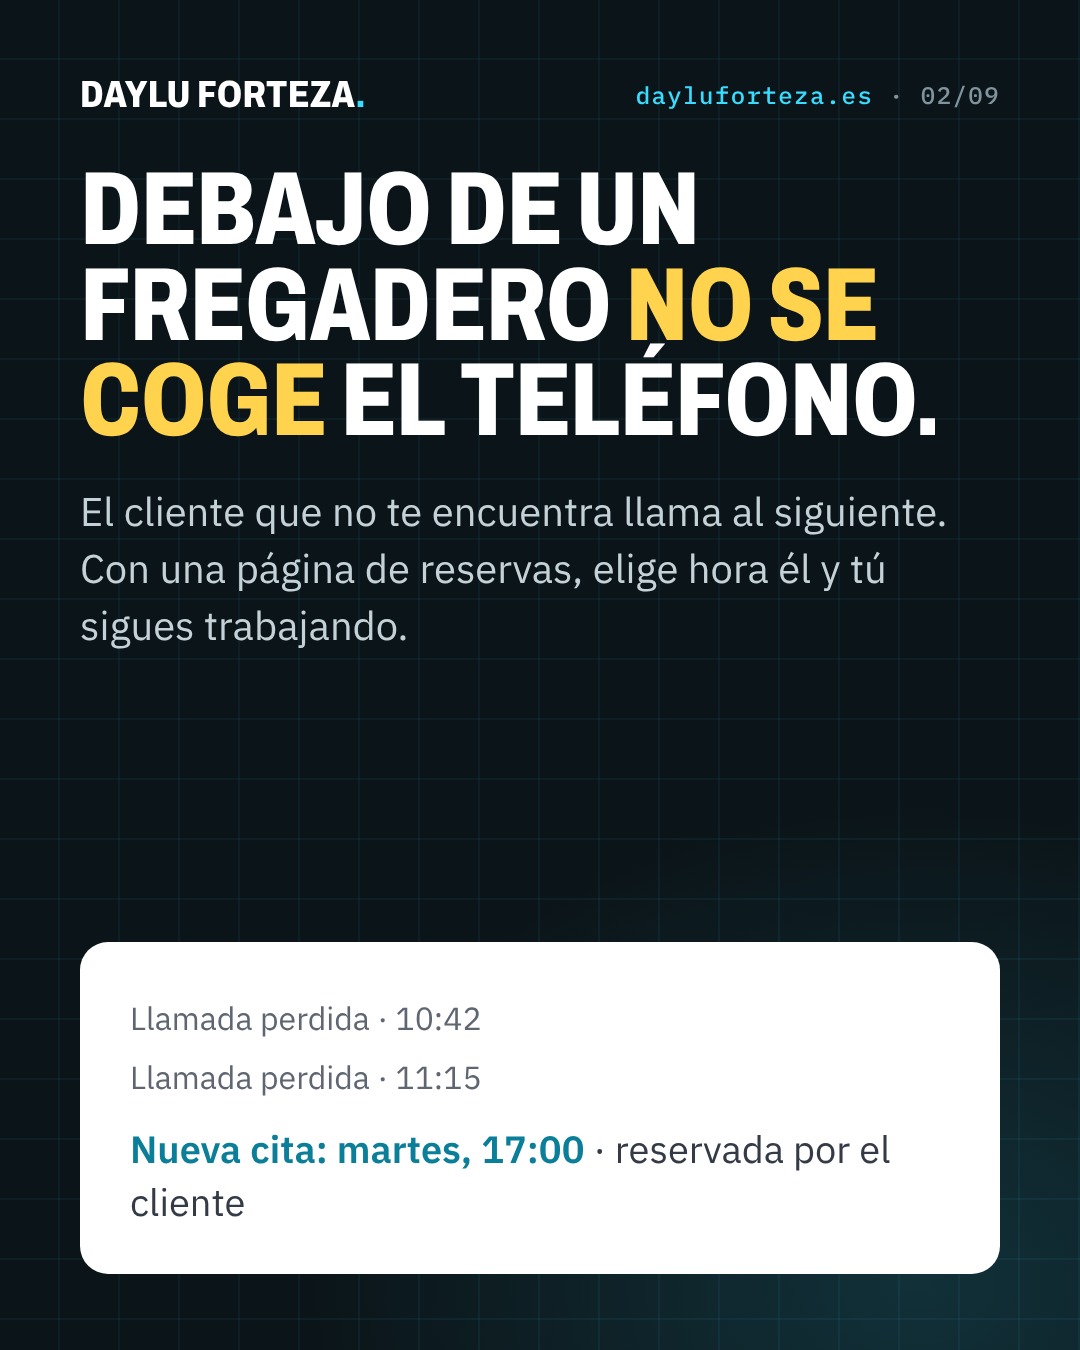 DAYLU FORTEZA.
dayluforteza.es · 02/09
DEBAJO DE UN
FREGADERO NO SE
COGE EL TELÉFONO.
El cliente que no te encuentra llama al siguiente.
Con una página de reservas, elige hora él y tú
sigues trabajando.
Llamada perdida · 10:42
Llamada perdida · 11:15
Nueva cita: martes, 17:00 · reservada por el
cliente